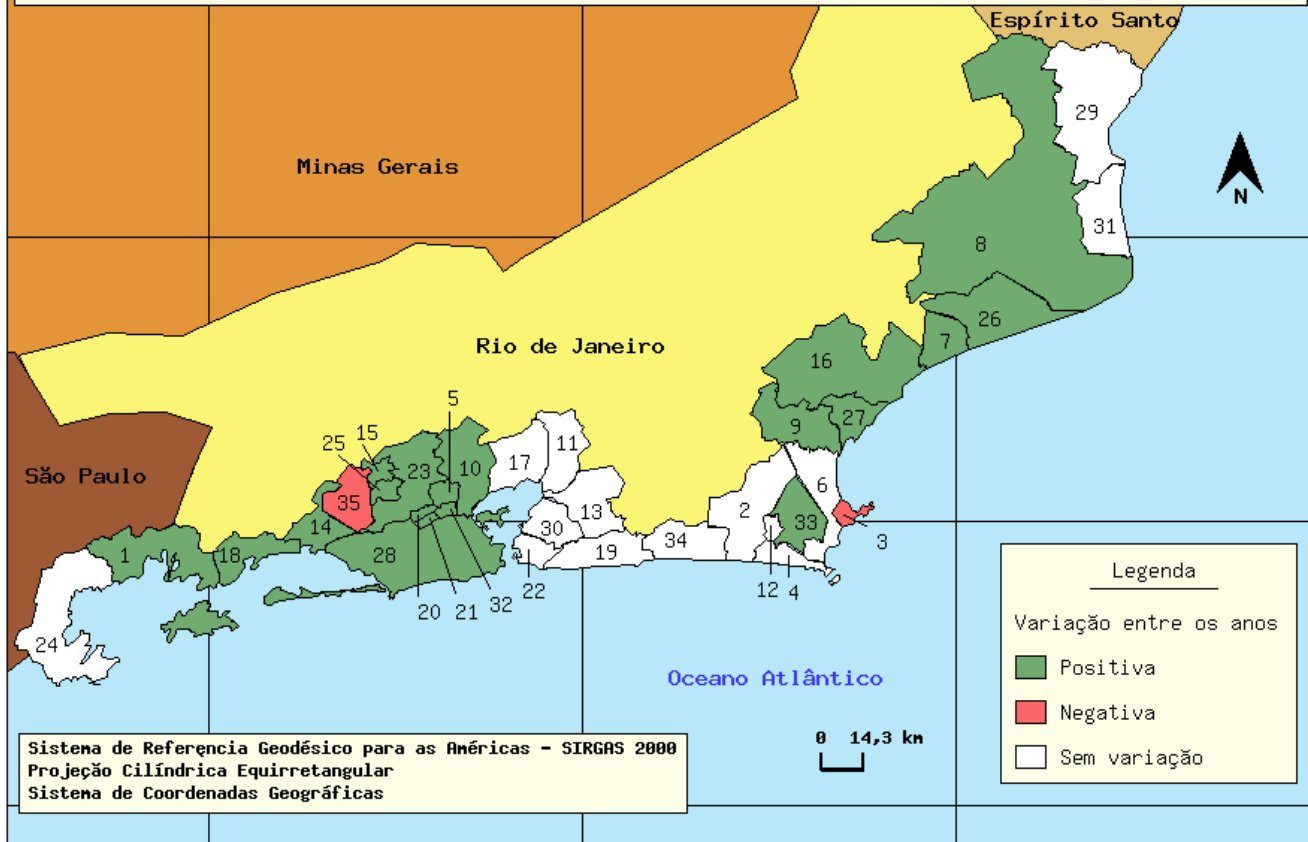 Espírito Santo
29
Minas Gerais
N
31
8
26
Rio de Janeiro
7
16
5
15
25
11
9
27
São Paulo
23
10
17
6
35
2
13
14
30
33
3
1
18
28
19
34
12
4
22
20
21
32
24
Legenda
Variação entre os anos
Positiva
Negativa
Sem variação
Oceano Atlântico
0 14,3 km
Sistema de Referência Geodésico para as Américas - SIRGAS 2000
Projeção Cilíndrica Equirretangular
Sistema de Coordenadas Geográficas